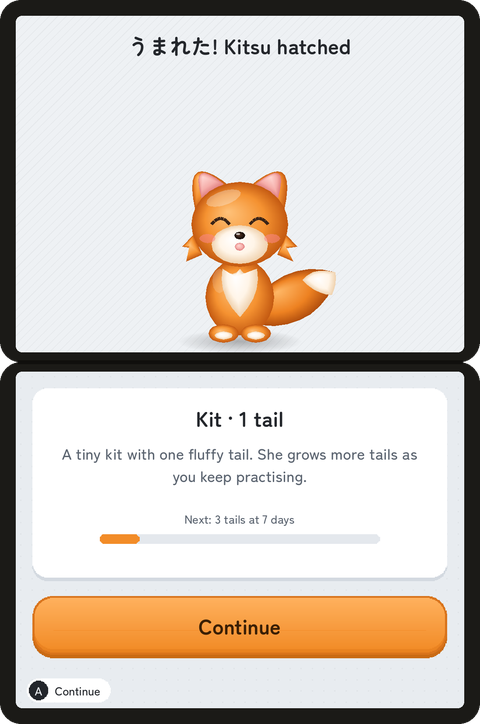 うまれた! Kitsu hatched
Kit · 1 tail
A tiny kit with one fluffy tail. She grows more tails as
you keep practising.
Next: 3 tails at 7 days
Continue
A Continue